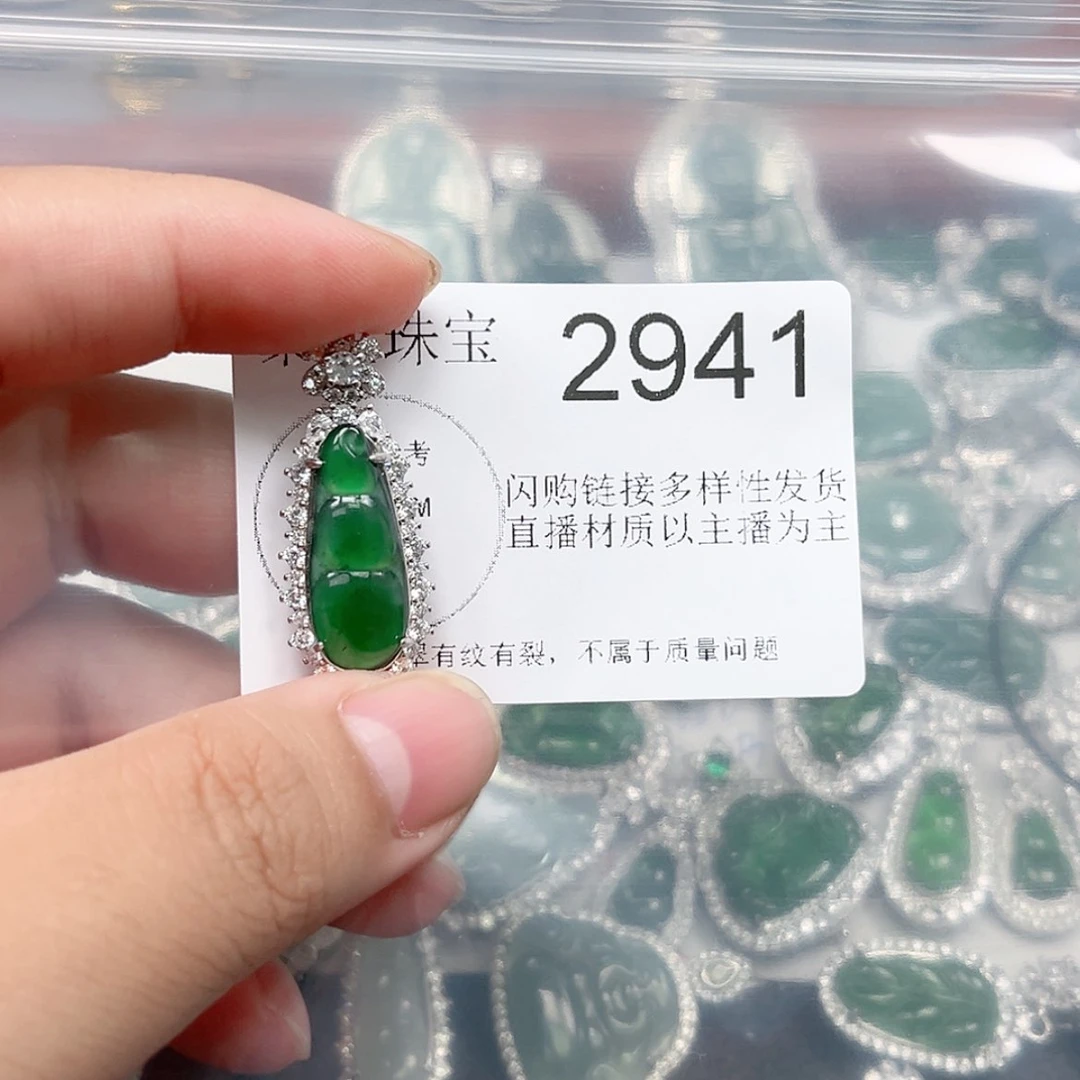 珠宝
2941
考
M
闪购链接多样性发货
直播材质以主播为主
有纹有裂，不属于质量问题